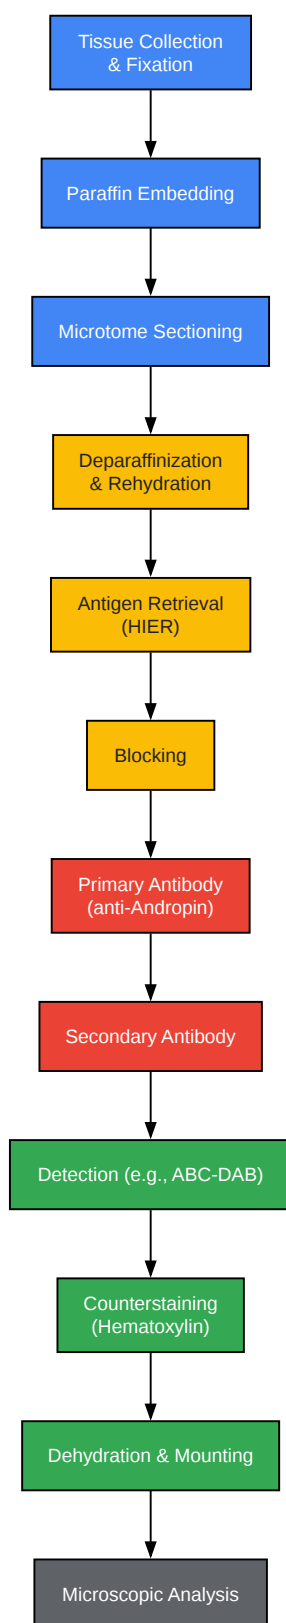 Tissue Collection
& Fixation
Paraffin Embedding
Microtome Sectioning
Deparaffinization
& Rehydration
Antigen Retrieval
(HIER)
Blocking
Primary Antibody
(anti-Andropin)
Secondary Antibody
Detection (e.g., ABC-DAB)
Counterstaining
(Hematoxylin)
Dehydration & Mounting
Microscopic Analysis